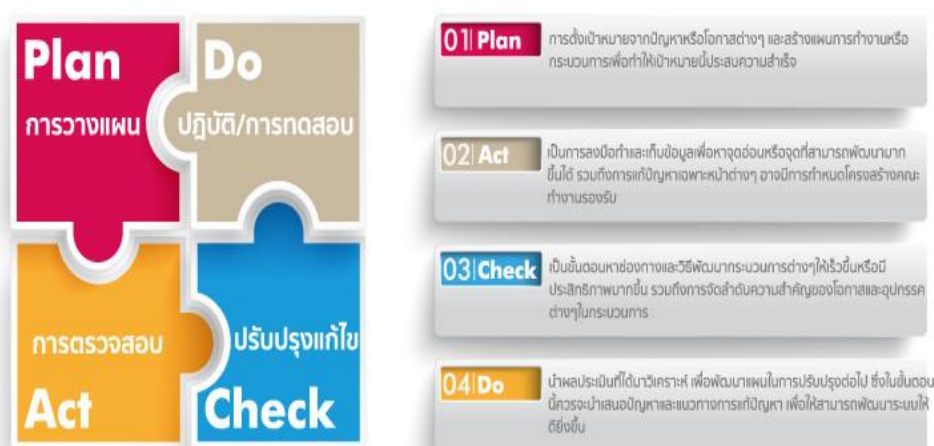 Plan
การวางแผน
Do
ปฏิบัติ/การทดสอบ
การตรวจสอบ
Act
ปรับปรุงแก้ไข
Check
01 Plan
การตั้งเป้าหมายจากปัญหาหรือโอกาสต่างๆ และสร้างแผนการทำงานหรือ
กระบวนการเพื่อทำให้เป้าหมายนี้ประสบความสำเร็จ
02 Act
เป็นการลงมือทำและเก็บข้อมูลเพื่อหาจุดอ่อนหรือจุดที่สามารถพัฒนามาก
ขึ้นได้ รวมถึงการแก้ปัญหาเฉพาะหน้าต่างๆ อาจมีการกำหนดโครงสร้างคณะ
ทำงานรองรับ
03 Check
เป็นขั้นตอนหาช่องทางและวิธีพัฒนากระบวนการต่างๆให้เร็วขึ้นหรือมี
ประสิทธิภาพมากขึ้น รวมถึงการจัดลำดับความสำคัญของโอกาสและอุปกรรค
ต่างๆในกระบวนการ
04 Do
นำผลประเมินที่ได้มาวิเคราะห์ เพื่อพัฒนาแผนในการปรับปรุงต่อไป ซึ่งในขั้นตอน
นี้ควรจะนำเสนอปัญหาและแนวทางการแก้ปัญหา เพื่อให้สามารถพัฒนาระบบให้
ดียิ่งขึ้น